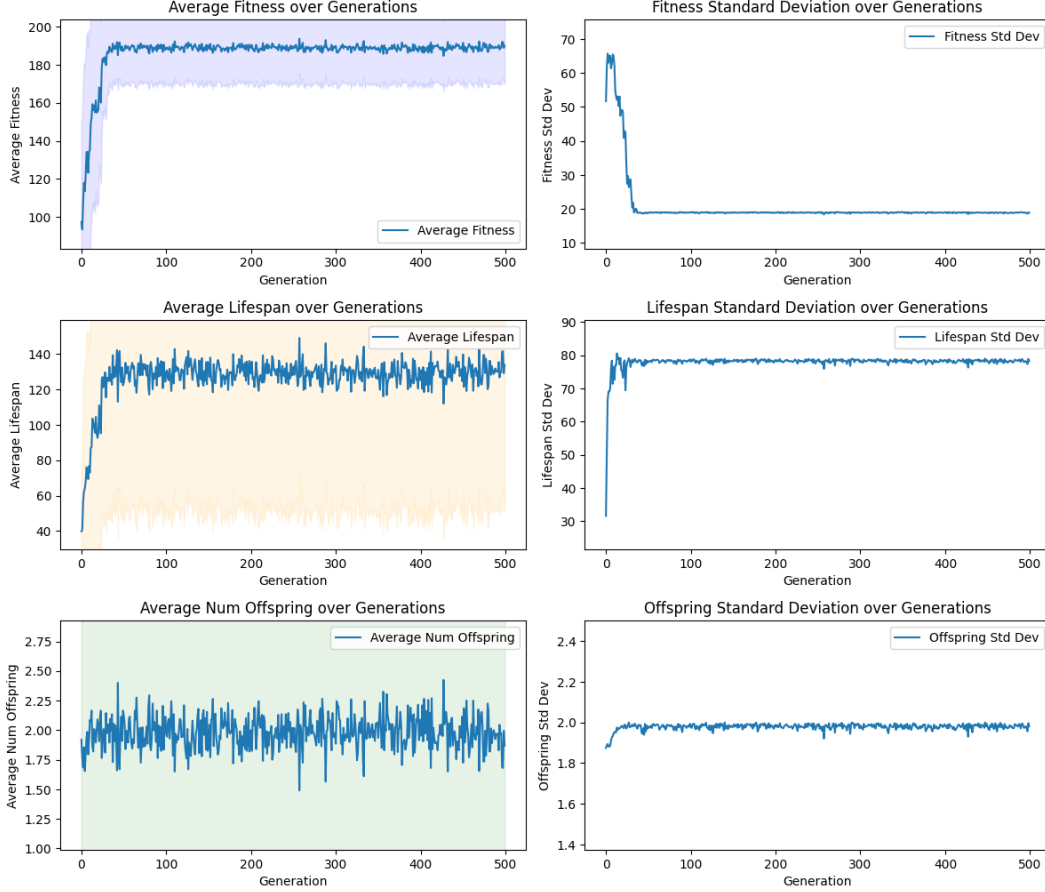 Average Fitness over Generations
200
180
160
140
120
100
Average Fitness
Average Fitness
0 100 200 300 400 500
Generation
Fitness Standard Deviation over Generations
70
60
50
40
30
20
10
Fitness Std Dev
Fitness Std Dev
0 100 200 300 400 500
Generation
Average Lifespan over Generations
140
120
100
80
60
40
Average Lifespan
Average Lifespan
0 100 200 300 400 500
Generation
Lifespan Standard Deviation over Generations
90
80
70
60
50
40
30
Lifespan Std Dev
Lifespan Std Dev
0 100 200 300 400 500
Generation
Average Num Offspring over Generations
2.75
2.50
2.25
2.00
1.75
1.50
1.25
1.00
Average Num Offspring
Average Num Offspring
0 100 200 300 400 500
Generation
Offspring Standard Deviation over Generations
2.4
2.2
2.0
1.8
1.6
1.4
Offspring Std Dev
Offspring Std Dev
0 100 200 300 400 500
Generation